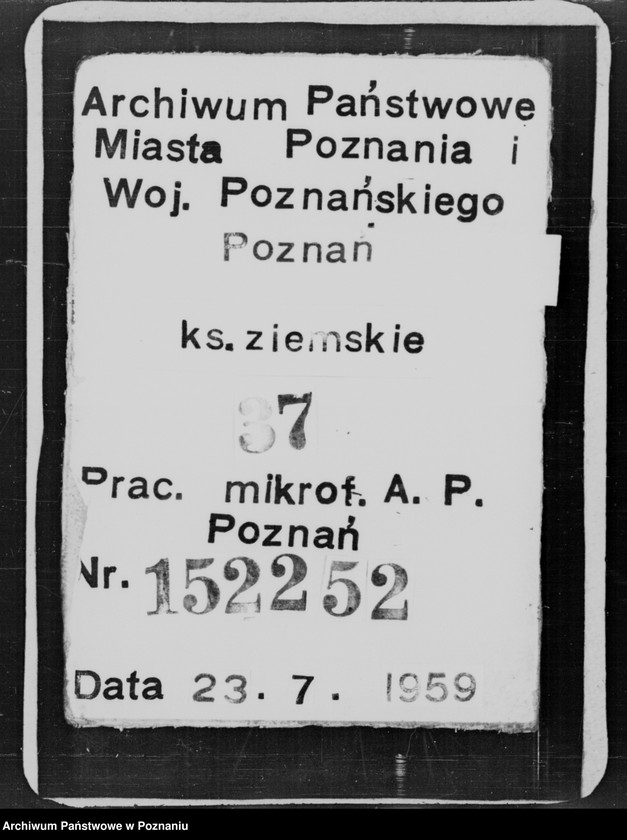 Archiwum Państwowe
Miasta Poznania i
Woj. Poznańskiego
Poznań
ks. ziemskie
37
Prac. mikrof. A. P.
Poznań
Nr. 152252
Data 23. 7. 1959
Archiwum Państwowe w Poznaniu